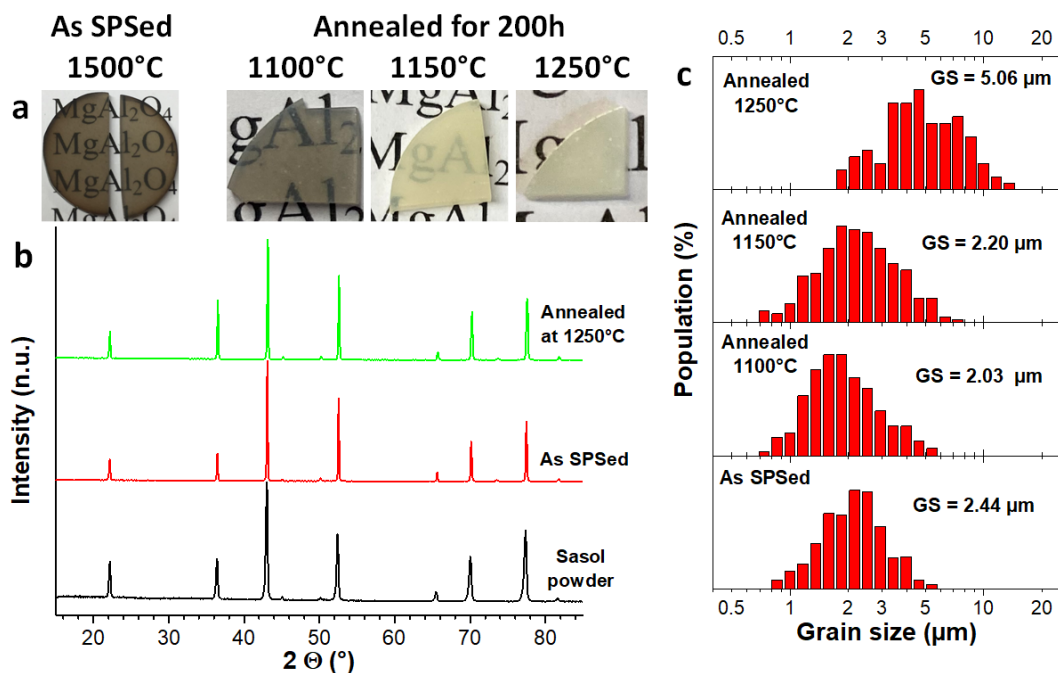 As SPSed
1500°C
Annealed for 200h
1100°C 1150°C 1250°C
a
MgAl₂O₄
MgAl₂O₄
MgAl₂O₄
gAl₂
gAl₂
MgAl₂
MgAl₂
b
Intensity (n.u.)
Annealed
at 1250°C
As SPSed
Sasol
powder
20 30 40 50 60 70 80
2 Θ (°)
c
0.5 1 2 3 5 10 20
Population (%)
Annealed
1250°C
GS = 5.06 µm
Annealed
1150°C
GS = 2.20 µm
Annealed
1100°C
GS = 2.03 µm
As SPSed
GS = 2.44 µm
0.5 1 2 3 5 10 20
Grain size (µm)